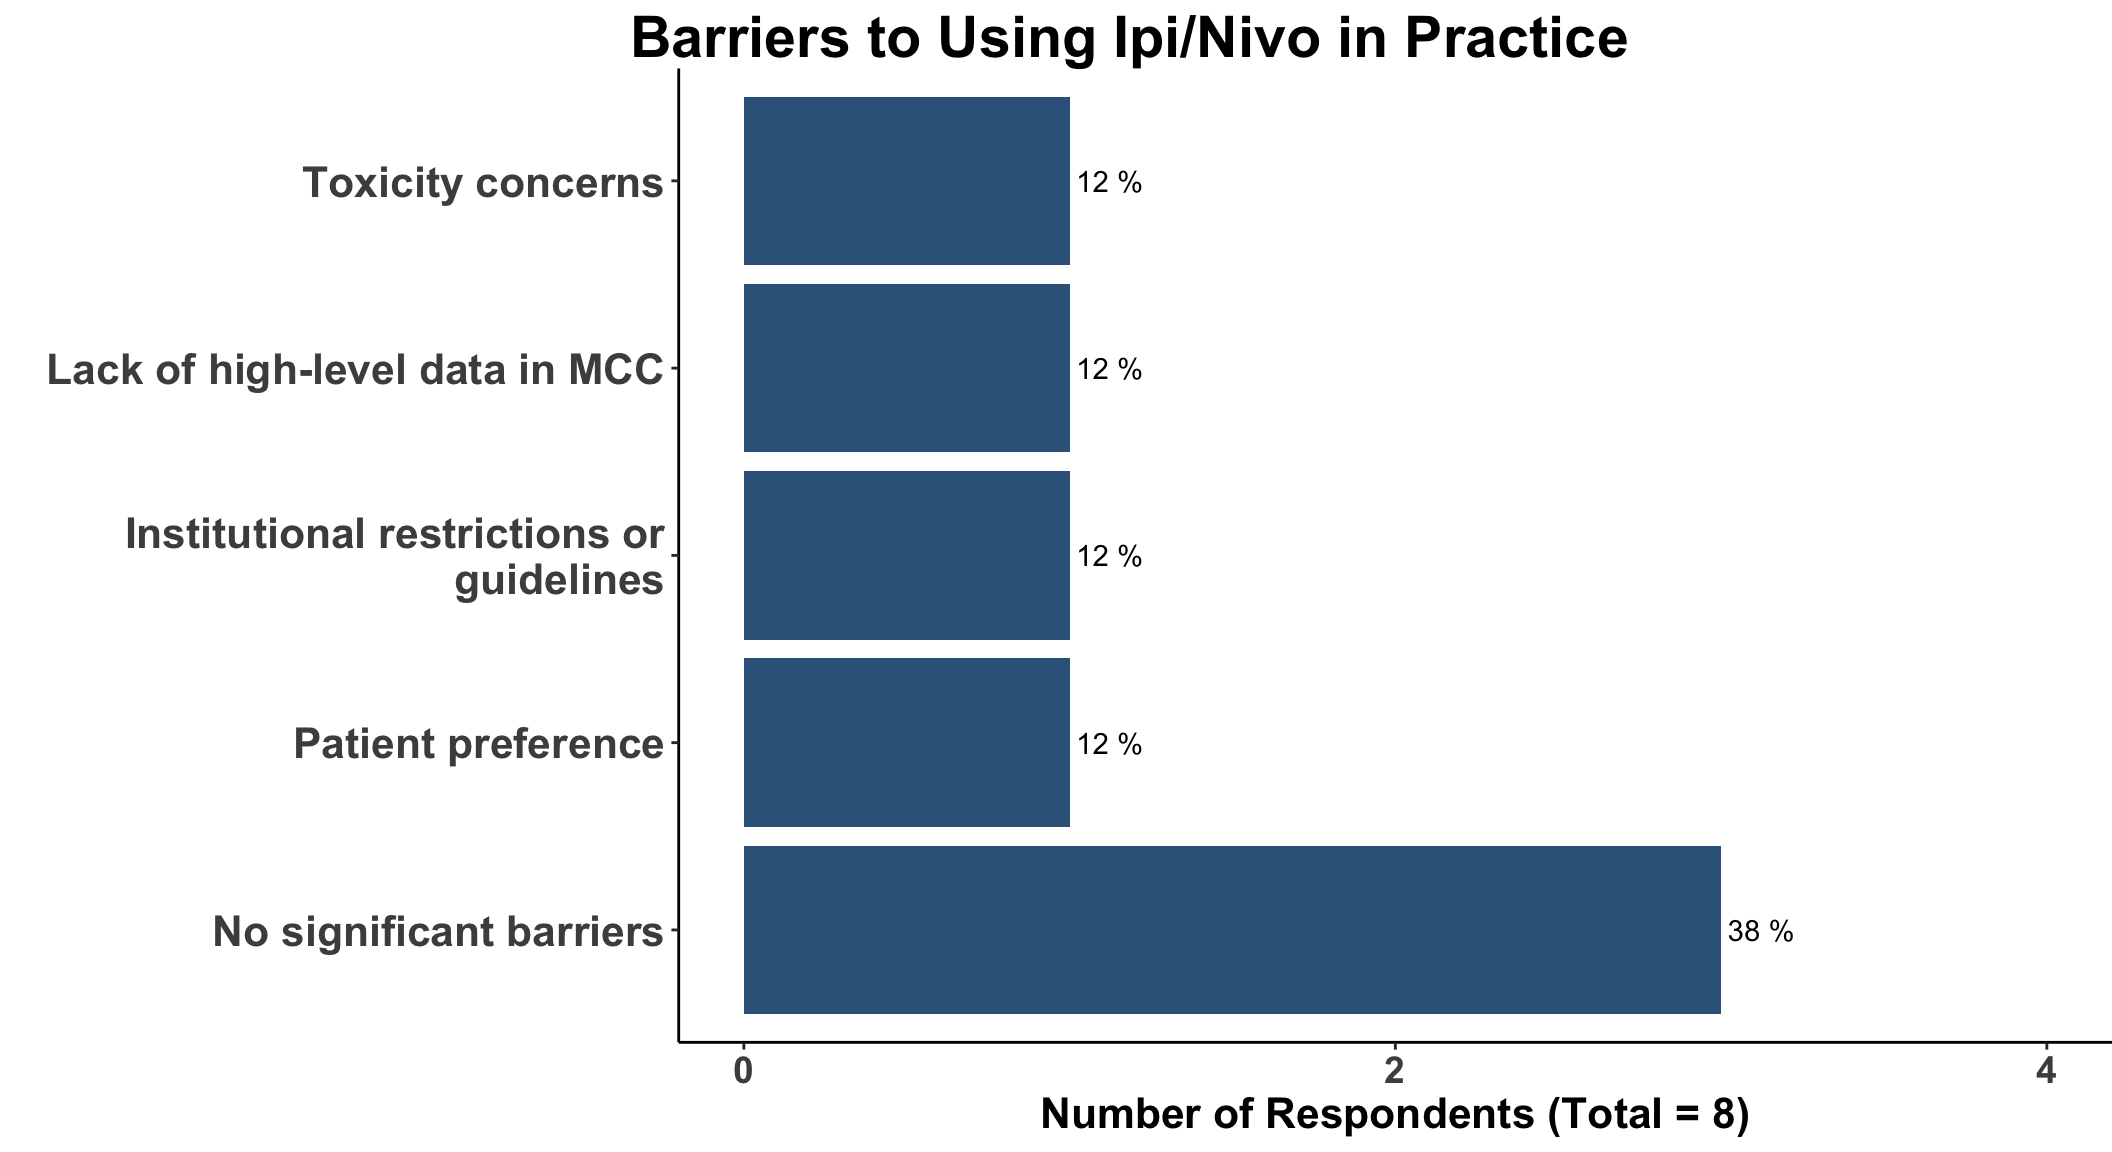 Barriers to Using Ipi/Nivo in Practice
Toxicity concerns
12 %
Lack of high-level data in MCC
12 %
Institutional restrictions or
guidelines
12 %
Patient preference
12 %
No significant barriers
38 %
0
2
4
Number of Respondents (Total = 8)